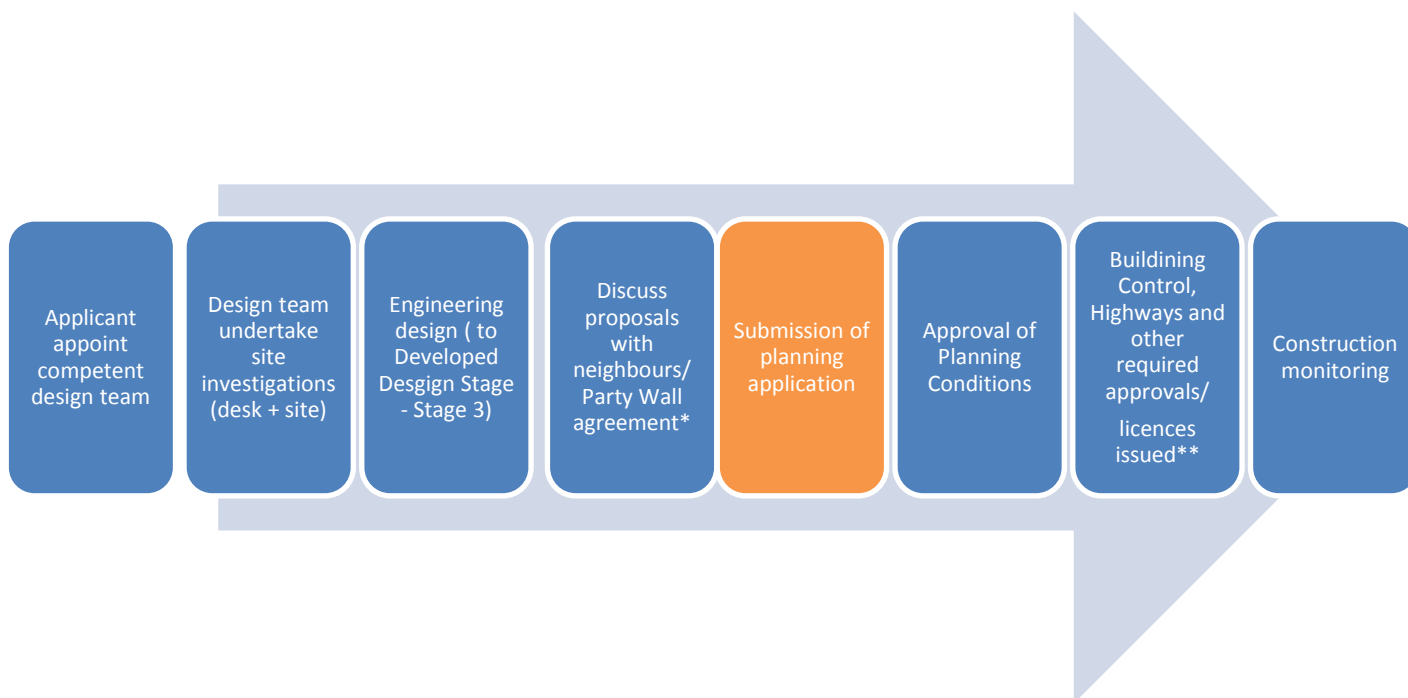 Applicant
appoint
competent
design team
Design team
undertake
site
investigations
(desk + site)
Engineering
design ( to
Developed
Desgign Stage
- Stage 3)
Discuss
proposals
with
neighbours/
Party Wall
agreement*
Submission of
planning
application
Approval of
Planning
Conditions
Buildining
Control,
Highways and
other
required
approvals/
licences
issued**
Construction
monitoring